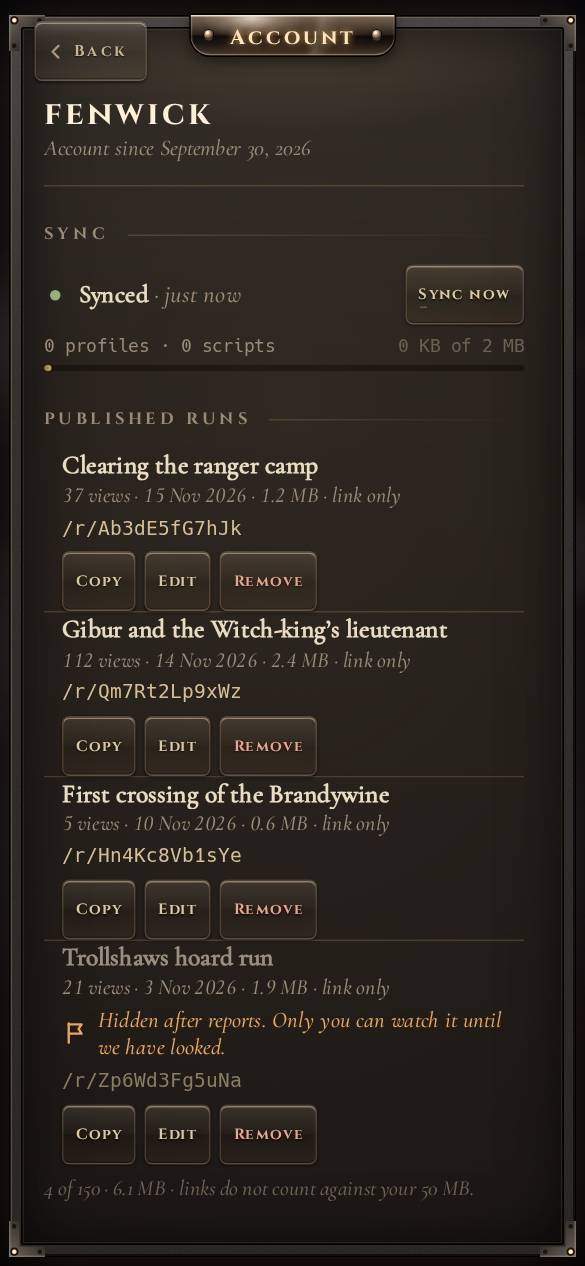 Back
Account
FENWICK
Account since September 30, 2026
SYNC
Synced · just now
Sync now
0 profiles · 0 scripts
0 KB of 2 MB
PUBLISHED RUNS
Clearing the ranger camp
37 views · 15 Nov 2026 · 1.2 MB · link only
/r/Ab3dE5fG7hJk
Copy Edit Remove
Gibur and the Witch-king’s lieutenant
112 views · 14 Nov 2026 · 2.4 MB · link only
/r/Qm7Rt2Lp9xWz
Copy Edit Remove
First crossing of the Brandywine
5 views · 10 Nov 2026 · 0.6 MB · link only
/r/Hn4Kc8Vb1sYe
Copy Edit Remove
Trollshaws hoard run
21 views · 3 Nov 2026 · 1.9 MB · link only
Hidden after reports. Only you can watch it until
we have looked.
/r/Zp6Wd3Fg5uNa
Copy Edit Remove
4 of 150 · 6.1 MB · links do not count against your 50 MB.